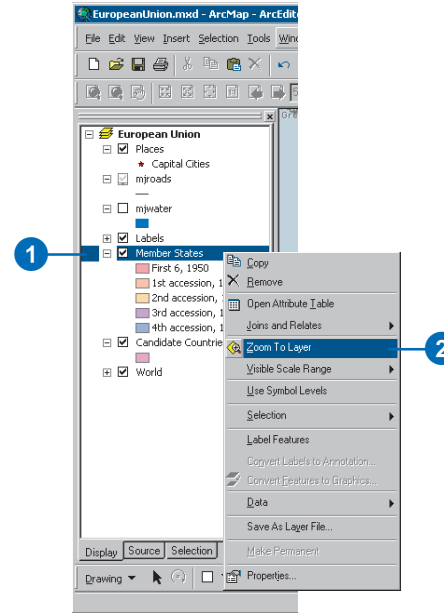 EuropeanUnion.mxd - ArcMap - ArcEdit
File Edit View Insert Selection Tools
European Union
Places
Capital Cities
mjroads
mjwater
Labels
1
Member States
First 6, 1950
1st accession, 1
2nd accession,
3rd accession, 1
4th accession, 1
Candidate Countrie
World
Copy
Remove
Open Attribute Table
Joins and Relates
Zoom To Layer
2
Visible Scale Range
Use Symbol Levels
Selection
Label Features
Convert Labels to Annotation...
Convert Features to Graphics...
Data
Save As Layer File...
Make Permanent
Properties...
Display Source Selection
Drawing